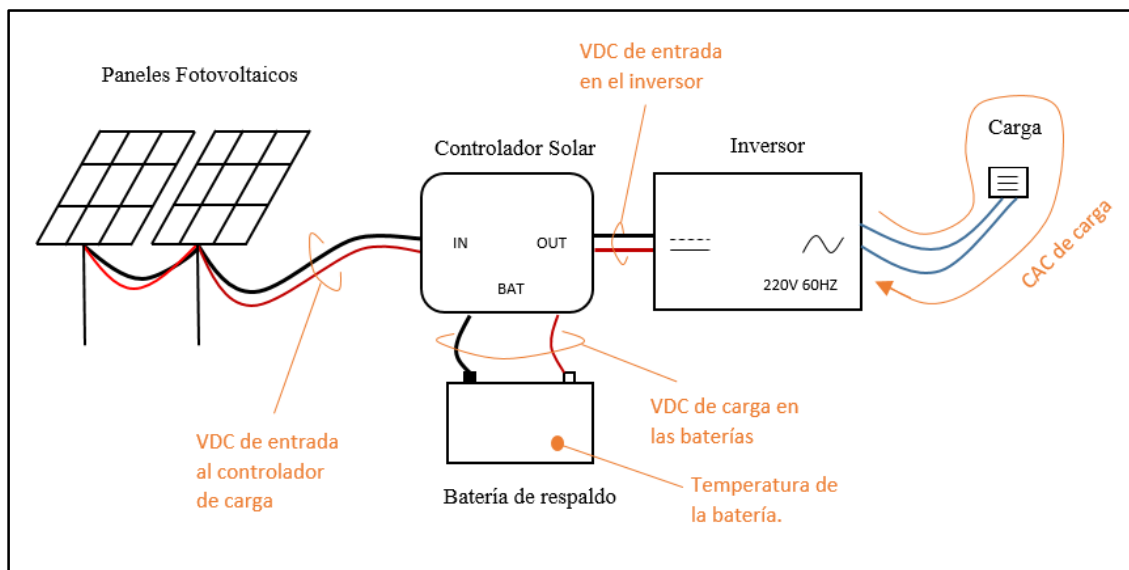 VDC de entrada
en el inversor
Paneles Fotovoltaicos
Carga
Controlador Solar
Inversor
IN
OUT
BAT
220V 60HZ
CAC de carga
VDC de entrada
al controlador
de carga
VDC de carga en
las baterías
Batería de respaldo
Temperatura de
la batería.